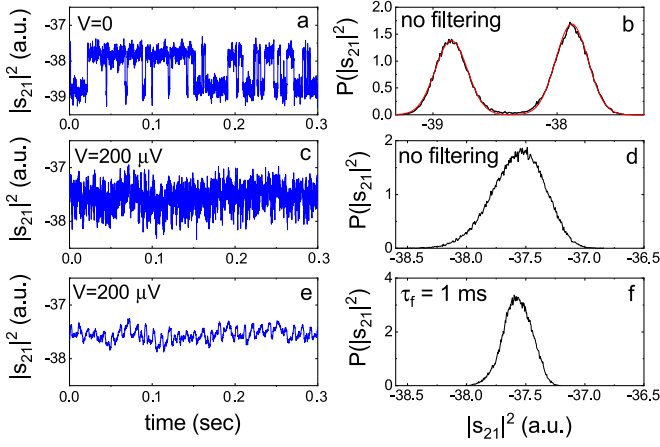 V=0 a
|s21|² (a.u.)
-37
-38
-39
0.0 0.1 0.2 0.3
no filtering b
P(|s21|²)
2.0
1.5
1.0
0.5
0.0
-39 -38
V=200 μV c
|s21|² (a.u.)
-37
-38
0.0 0.1 0.2 0.3
no filtering d
P(|s21|²)
2
1
0
-38.5 -38.0 -37.5 -37.0 -36.5
V=200 μV e
|s21|² (a.u.)
-37
-38
0.0 0.1 0.2 0.3
time (sec)
τf = 1 ms f
P(|s21|²)
4
2
0
-38.5 -38.0 -37.5 -37.0 -36.5
|s21|² (a.u.)